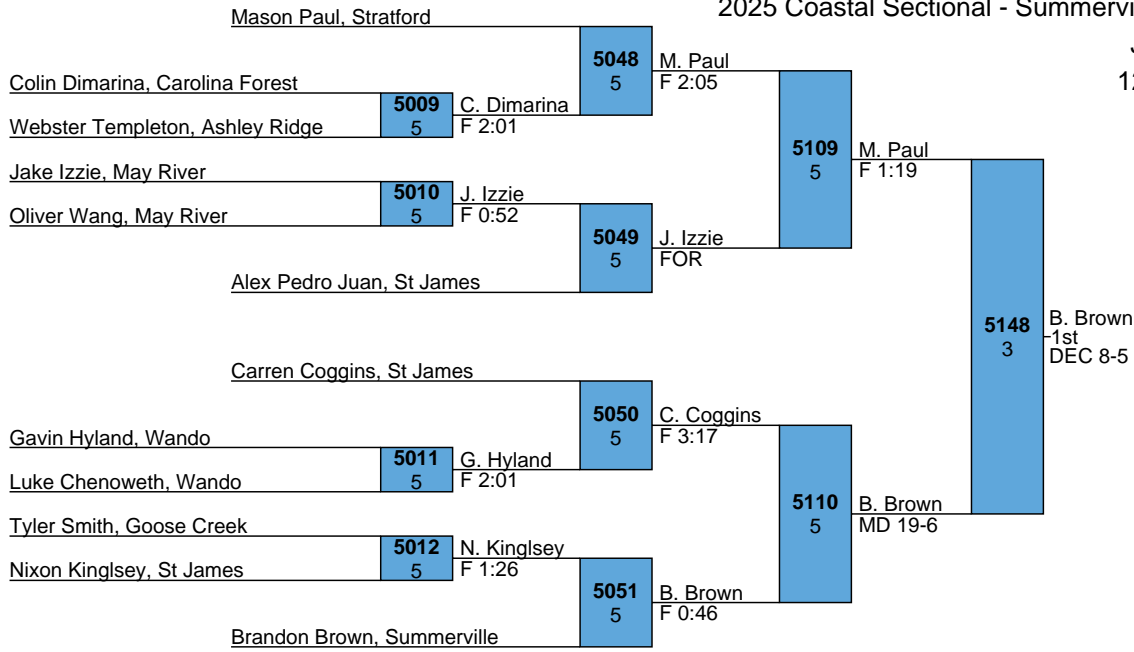 2025 Coastal Sectional - Summervi
12
Mason Paul, Stratford
5048
5
M. Paul
F 2:05
Colin Dimarina, Carolina Forest
5009
5
C. Dimarina
F 2:01
Webster Templeton, Ashley Ridge
5109
5
M. Paul
F 1:19
Jake Izzie, May River
5010
5
J. Izzie
F 0:52
Oliver Wang, May River
5049
5
J. Izzie
FOR
Alex Pedro Juan, St James
5148
3
B. Brown
1st
DEC 8-5
Carren Coggins, St James
5050
5
C. Coggins
F 3:17
Gavin Hyland, Wando
5011
5
G. Hyland
F 2:01
Luke Chenoweth, Wando
5110
5
B. Brown
MD 19-6
Tyler Smith, Goose Creek
5012
5
N. Kinglsey
F 1:26
Nixon Kinglsey, St James
5051
5
B. Brown
F 0:46
Brandon Brown, Summerville